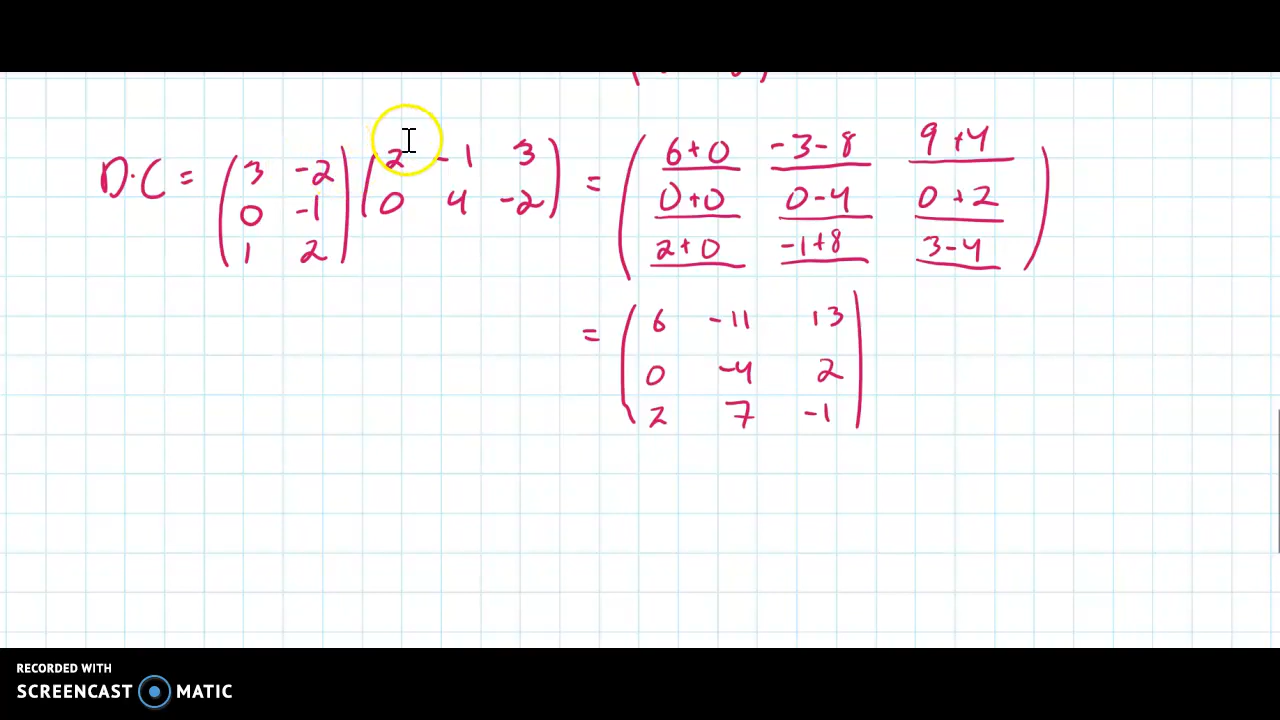 D·C = (3 -2) (2 -1 3) = (6+0 -3-8 9+4)
0 -1 0 4 -2 0+0 0-4 0+2
1 2 2+0 -1+8 3-4
= (6 -11 13)
0 -4 2
2 7 -1
RECORDED WITH
SCREENCAST MATIC